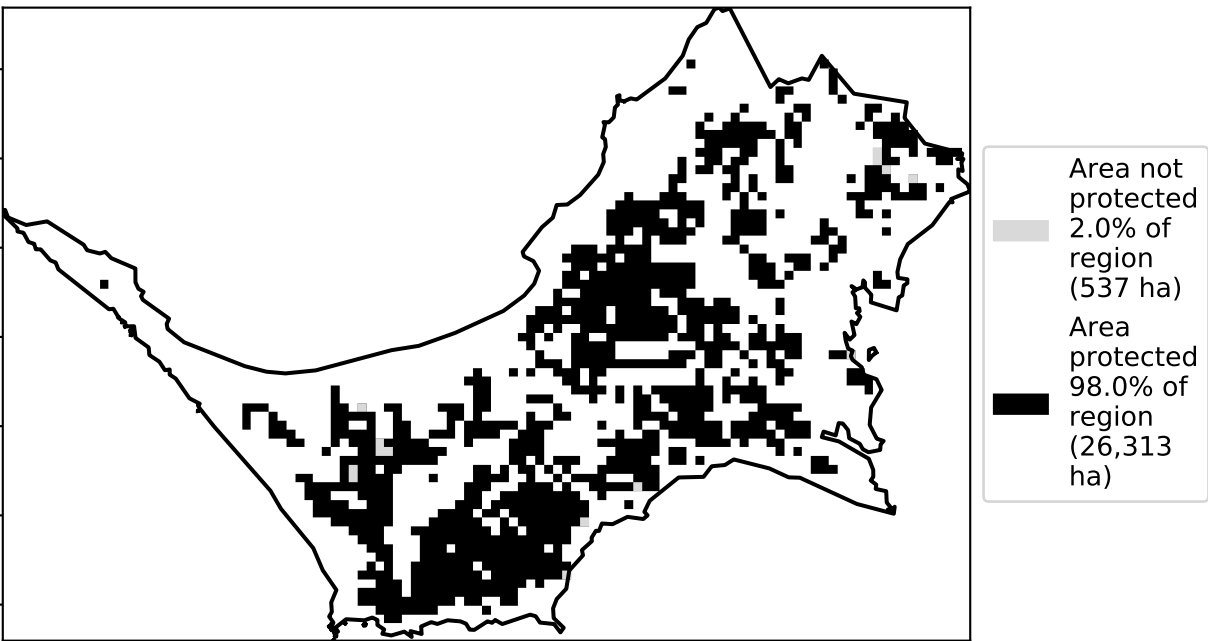 Area not
protected
2.0% of
region
(537 ha)
Area
protected
98.0% of
region
(26,313
ha)